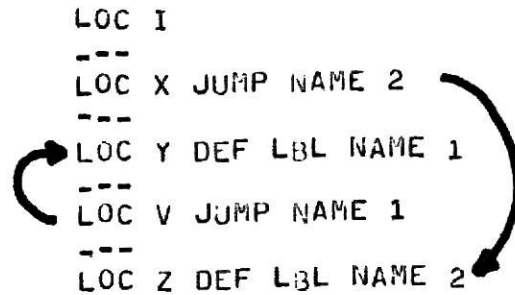 LOC I
---
LOC X JUMP NAME 2
---
LOC Y DEF LBL NAME 1
---
LOC V JUMP NAME 1
---
LOC Z DEF LBL NAME 2